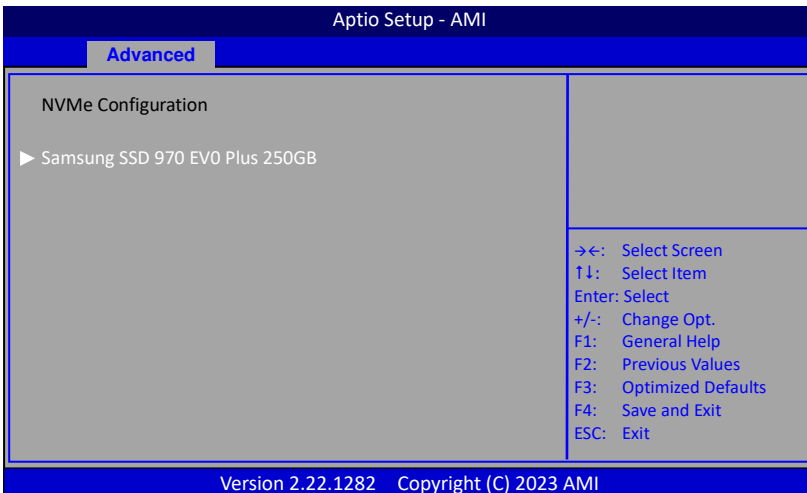 Aptio Setup - AMI
Advanced
NVMe Configuration
▶ Samsung SSD 970 EV0 Plus 250GB
→←: Select Screen
↑↓: Select Item
Enter: Select
+/-: Change Opt.
F1: General Help
F2: Previous Values
F3: Optimized Defaults
F4: Save and Exit
ESC: Exit
Version 2.22.1282 Copyright (C) 2023 AMI